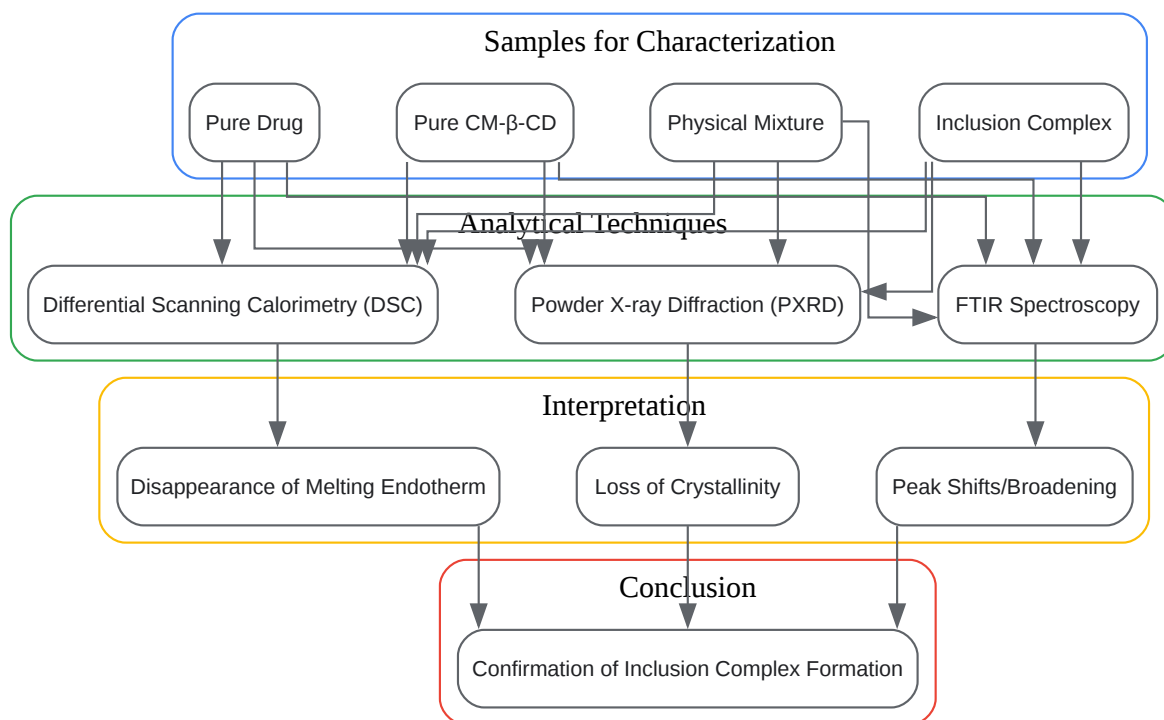 Samples for Characterization
Pure Drug
Pure CM-β-CD
Physical Mixture
Inclusion Complex
Analytical Techniques
Differential Scanning Calorimetry (DSC)
Powder X-ray Diffraction (PXRD)
FTIR Spectroscopy
Interpretation
Disappearance of Melting Endotherm
Loss of Crystallinity
Peak Shifts/Broadening
Conclusion
Confirmation of Inclusion Complex Formation